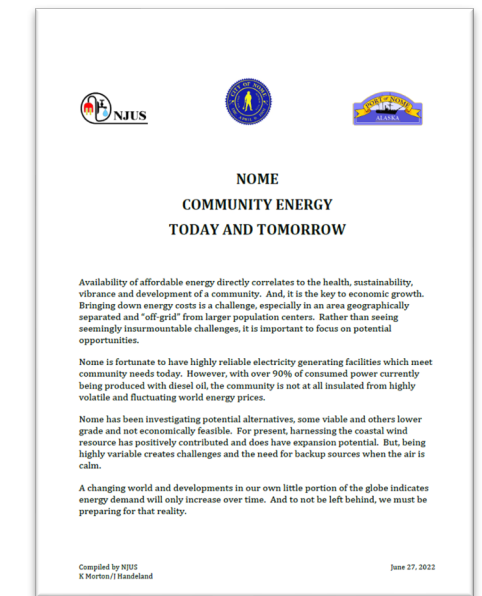 NJUS
CITY OF NOME
APRIL 9, 1901
PORT OF NOME
ALASKA
NOME
COMMUNITY ENERGY
TODAY AND TOMORROW
Availability of affordable energy directly correlates to the health, sustainability,
vibrance and development of a community.  And, it is the key to economic growth.
Bringing down energy costs is a challenge, especially in an area geographically
separated and “off-grid” from larger population centers.  Rather than seeing
seemingly insurmountable challenges, it is important to focus on potential
opportunities.
Nome is fortunate to have highly reliable electricity generating facilities which meet
community needs today.  However, with over 90% of consumed power currently
being produced with diesel oil, the community is not at all insulated from highly
volatile and fluctuating world energy prices.
Nome has been investigating potential alternatives, some viable and others lower
grade and not economically feasible.  For present, harnessing the coastal wind
resource has positively contributed and does have expansion potential.  But, being
highly variable creates challenges and the need for backup sources when the air is
calm.
A changing world and developments in our own little portion of the globe indicates
energy demand will only increase over time.  And to not be left behind, we must be
preparing for that reality.
Compiled by NJUS
K Morton/J Handeland
June 27, 2022